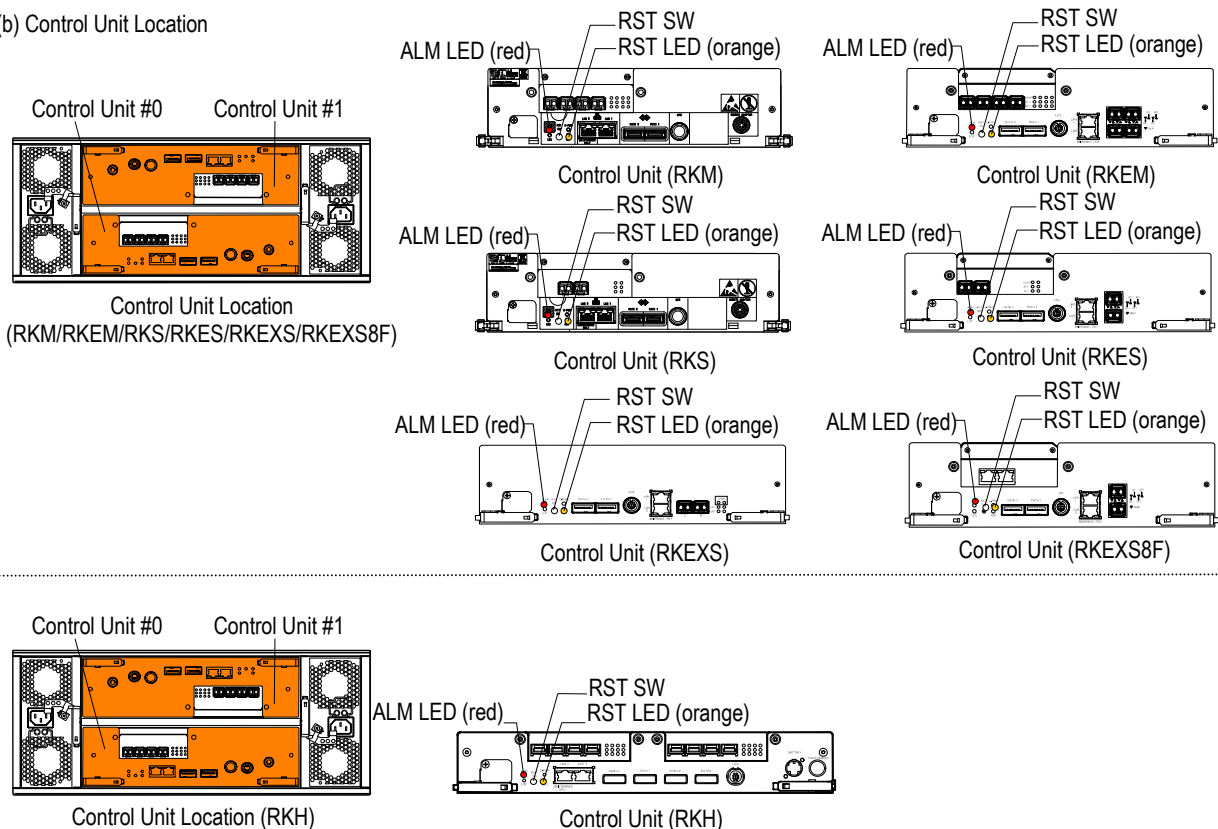 (b) Control Unit Location
Control Unit #0
Control Unit #1
Control Unit Location
(RKM/RKEM/RKS/RKES/RKEXS/RKEXS8F)
RST SW
ALM LED (red)
RST LED (orange)
Control Unit (RKM)
RST SW
ALM LED (red)
RST LED (orange)
Control Unit (RKEM)
RST SW
ALM LED (red)
RST LED (orange)
Control Unit (RKS)
RST SW
ALM LED (red)
RST LED (orange)
Control Unit (RKES)
RST SW
ALM LED (red)
RST LED (orange)
Control Unit (RKEXS)
RST SW
ALM LED (red)
RST LED (orange)
Control Unit (RKEXS8F)
Control Unit #0
Control Unit #1
Control Unit Location (RKH)
RST SW
ALM LED (red)
RST LED (orange)
BATTERY
Control Unit (RKH)